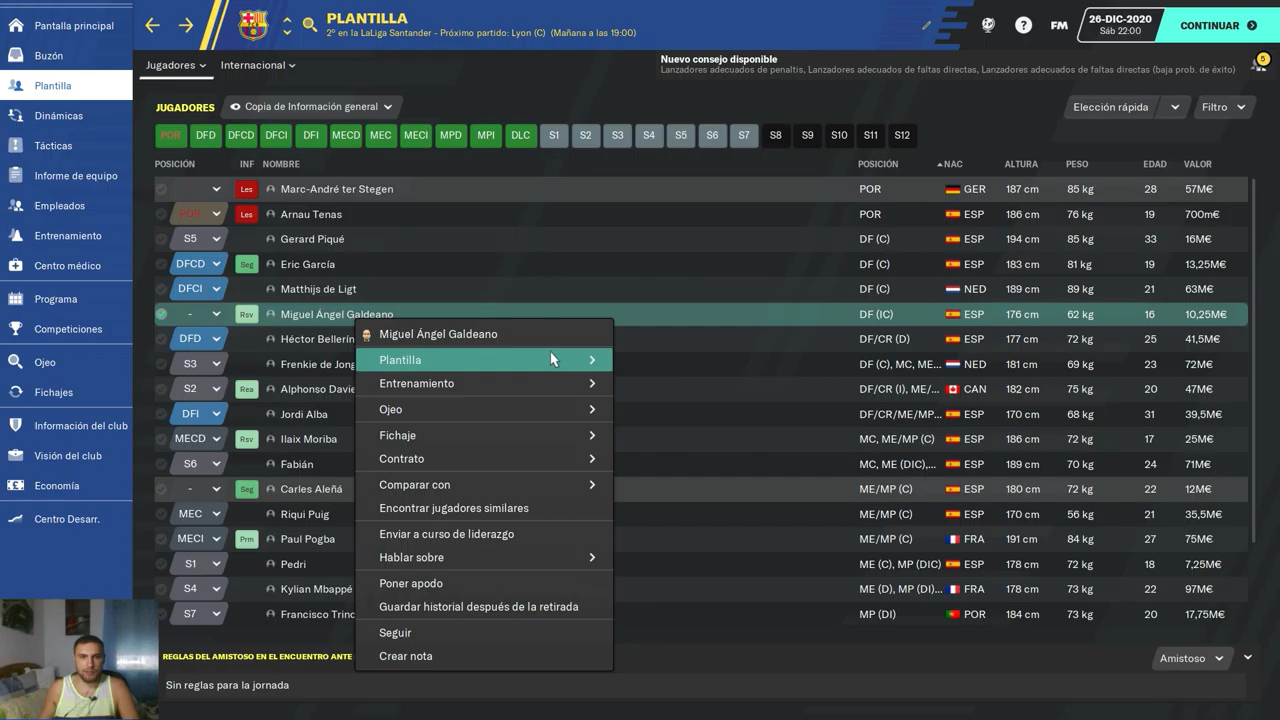 Pantalla principal
Buzón
Plantilla
Dinámicas
Tácticas
Informe de equipo
Empleados
Entrenamiento
Centro médico
Programa
Competiciones
Ojeo
Fichajes
Información del club
Visión del club
Economía
Centro Desarr.
PLANTILLA
2º en la LaLiga Santander - Próximo partido: Lyon (C) (Mañana a las 19:00)
FM
26-DIC-2020
Sáb 22:00
CONTINUAR
Jugadores
Internacional
Nuevo consejo disponible
Lanzadores adecuados de penaltis, Lanzadores adecuados de faltas directas, Lanzadores adecuados de faltas directas (baja prob. de éxito)
5
JUGADORES
Copia de Información general
Elección rápida
Filtro
POR DFD DFCD DFCI DFI MECD MEC MECI MPD MPI DLC S1 S2 S3 S4 S5 S6 S7 S8 S9 S10 S11 S12
POSICIÓN INF NOMBRE POSICIÓN NAC ALTURA PESO EDAD VALOR
- Les Marc-André ter Stegen POR GER 187 cm 85 kg 28 57M€
POR Les Arnau Tenas POR ESP 186 cm 76 kg 19 700m€
S5 Gerard Piqué DF (C) ESP 194 cm 85 kg 33 16M€
DFCD Seg Eric García DF (C) ESP 183 cm 81 kg 19 13,25M€
DFCI Matthijs de Ligt DF (C) NED 189 cm 89 kg 21 63M€
- Rsv Miguel Ángel Galdeano DF (IC) ESP 176 cm 62 kg 16 10,25M€
DFD Héctor Bellerín DF/CR (D) ESP 177 cm 72 kg 25 41,5M€
S3 Frenkie de Jong DF (C), MC, ME... NED 181 cm 69 kg 23 72M€
S2 Rea Alphonso Davie DF/CR (I), ME/... CAN 182 cm 75 kg 20 47M€
DFI Jordi Alba DF/CR/ME/MP... ESP 170 cm 68 kg 31 39,5M€
MECD Rsv Ilaix Moriba MC, ME/MP (C) ESP 186 cm 72 kg 17 25M€
S6 Fabián MC, ME (DIC),... ESP 189 cm 70 kg 24 71M€
- Seg Carles Aleñá ME/MP (C) ESP 180 cm 72 kg 22 12M€
MEC Riqui Puig ME/MP (C) ESP 170 cm 56 kg 21 35,5M€
MECI Prm Paul Pogba ME/MP (C) FRA 191 cm 84 kg 27 75M€
S1 Pedri ME (C), MP (DIC) ESP 178 cm 72 kg 18 7,25M€
S4 Kylian Mbappé ME (D), MP (DI)... FRA 178 cm 73 kg 22 97M€
S7 Francisco Trinc MP (DI) POR 184 cm 73 kg 20 17,75M€
Miguel Ángel Galdeano
Plantilla
Entrenamiento
Ojeo
Fichaje
Contrato
Comparar con
Encontrar jugadores similares
Enviar a curso de liderazgo
Hablar sobre
Poner apodo
Guardar historial después de la retirada
Seguir
Crear nota
REGLAS DEL AMISTOSO EN EL ENCUENTRO ANTE
Amistoso
Sin reglas para la jornada